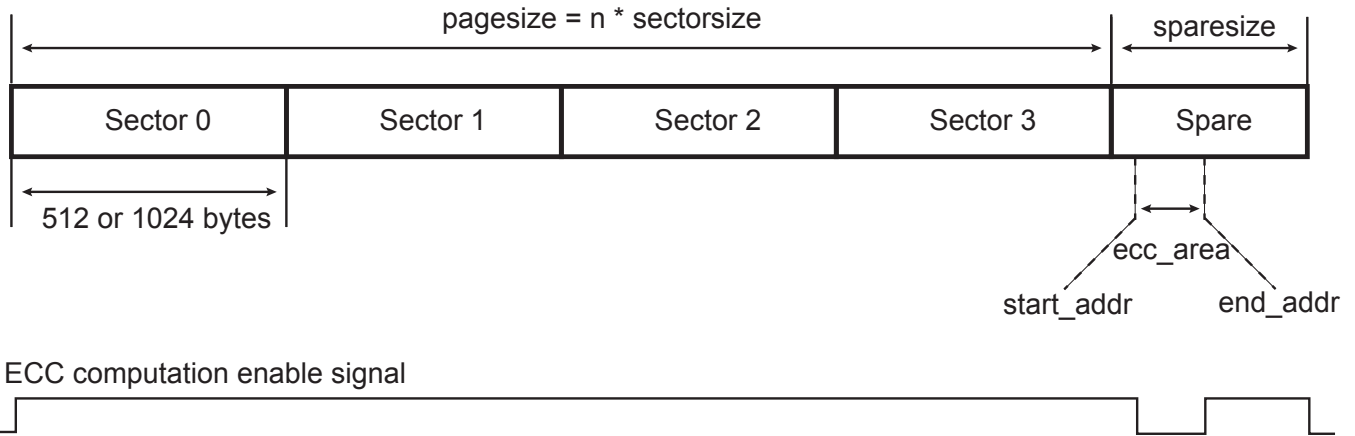 pagesize = n * sectorsize
sparesize
Sector 0
Sector 1
Sector 2
Sector 3
Spare
512 or 1024 bytes
ecc_area
start_addr
end_addr
ECC computation enable signal